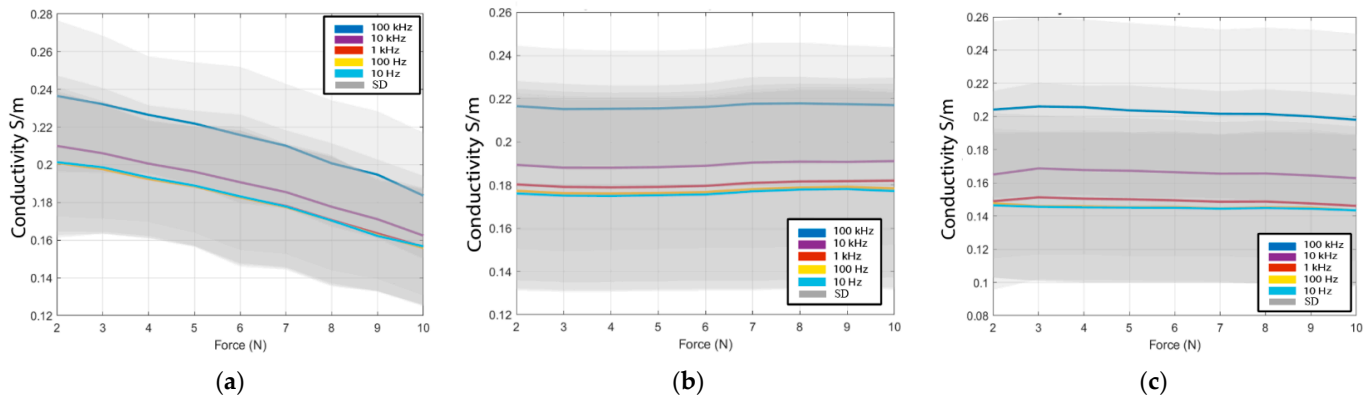 0.28
0.26
0.24
0.22
0.2
0.18
0.16
0.14
0.12
Conductivity S/m
100 kHz
10 kHz
1 kHz
100 Hz
10 Hz
SD
2 3 4 5 6 7 8 9 10
Force (N)
(a)
0.26
0.24
0.22
0.20
0.18
0.16
0.14
0.12
Conductivity S/m
100 kHz
10 kHz
1 kHz
100 Hz
10 Hz
SD
2 3 4 5 6 7 8 9 10
Force (N)
(b)
0.26
0.24
0.22
0.2
0.18
0.16
0.14
0.12
0.1
0.08
Conductivity S/m
100 kHz
10 kHz
1 kHz
100 Hz
10 Hz
SD
2 3 4 5 6 7 8 9 10
Force (N)
(c)